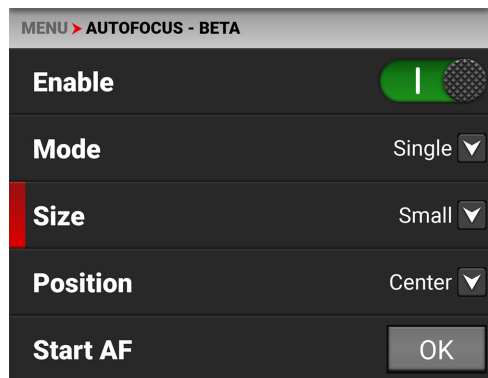 MENU > AUTOFOCUS - BETA
Enable
Mode Single
Size Small
Position Center
Start AF OK